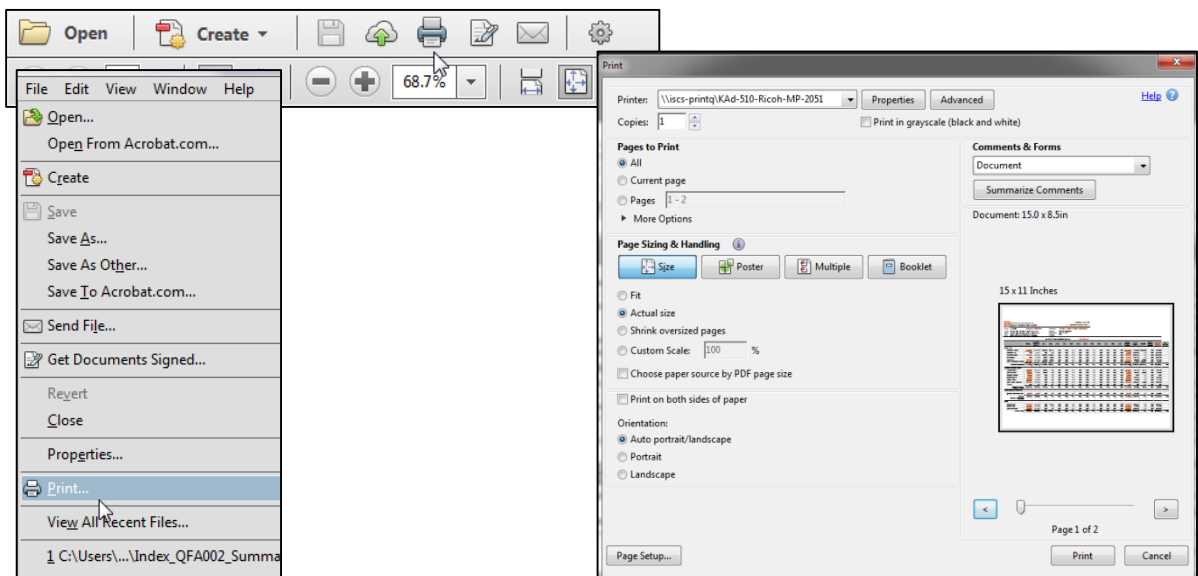 Open
Create
68.7%
File Edit View Window Help
Open...
Open From Acrobat.com...
Create
Save
Save As...
Save As Other...
Save To Acrobat.com...
Send File...
Get Documents Signed...
Revert
Close
Properties...
Print...
View All Recent Files...
1 C:\Users\...\Index_QFA002_Summa
Print
Printer: \\iscs-printq\KAd-510-Ricoh-MP-2051 Properties Advanced Help
Copies: 1 Print in grayscale (black and white)
Pages to Print
All
Current page
Pages 1 - 2
More Options
Page Sizing & Handling
Size Poster Multiple Booklet
Fit
Actual size
Shrink oversized pages
Custom Scale: 100 %
Choose paper source by PDF page size
Print on both sides of paper
Orientation:
Auto portrait/landscape
Portrait
Landscape
Comments & Forms
Document
Summarize Comments
Document: 15.0 x 8.5in
15 x 11 Inches
< >
Page 1 of 2
Page Setup... Print Cancel